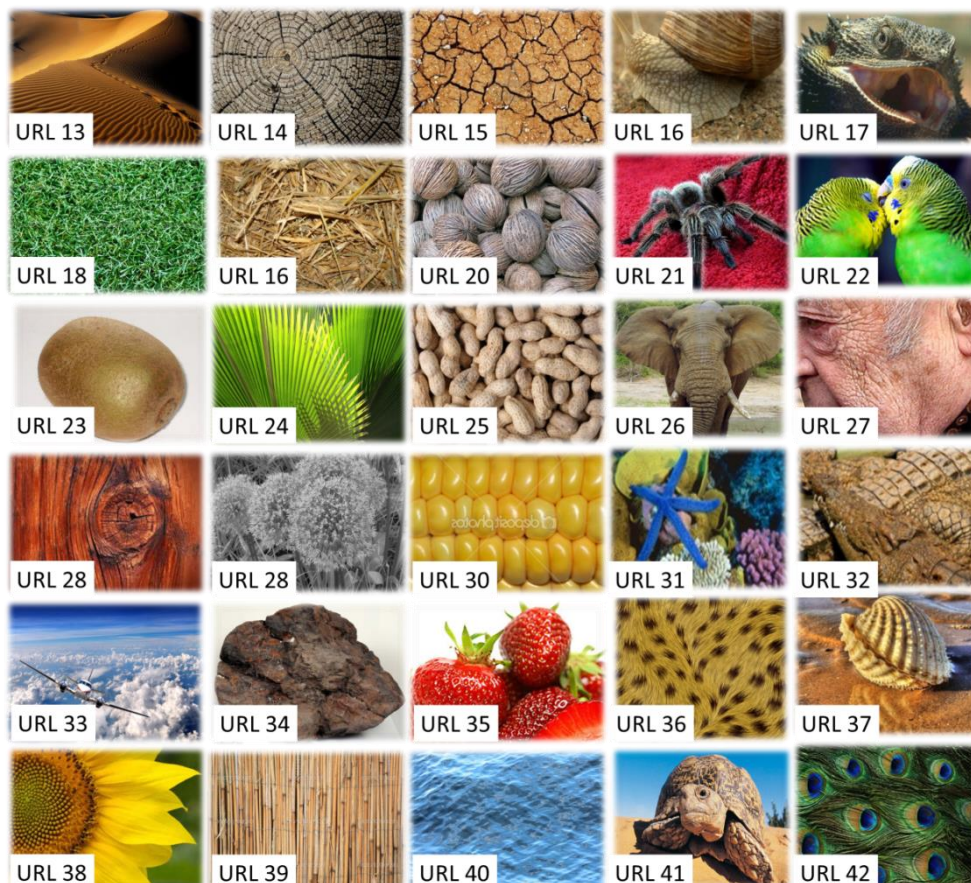 URL 13
URL 14
URL 15
URL 16
URL 17
URL 18
URL 16
URL 20
URL 21
URL 22
URL 23
URL 24
URL 25
URL 26
URL 27
depositphotos
URL 28
URL 28
URL 30
URL 31
URL 32
URL 33
URL 34
URL 35
URL 36
URL 37
URL 38
URL 39
URL 40
URL 41
URL 42